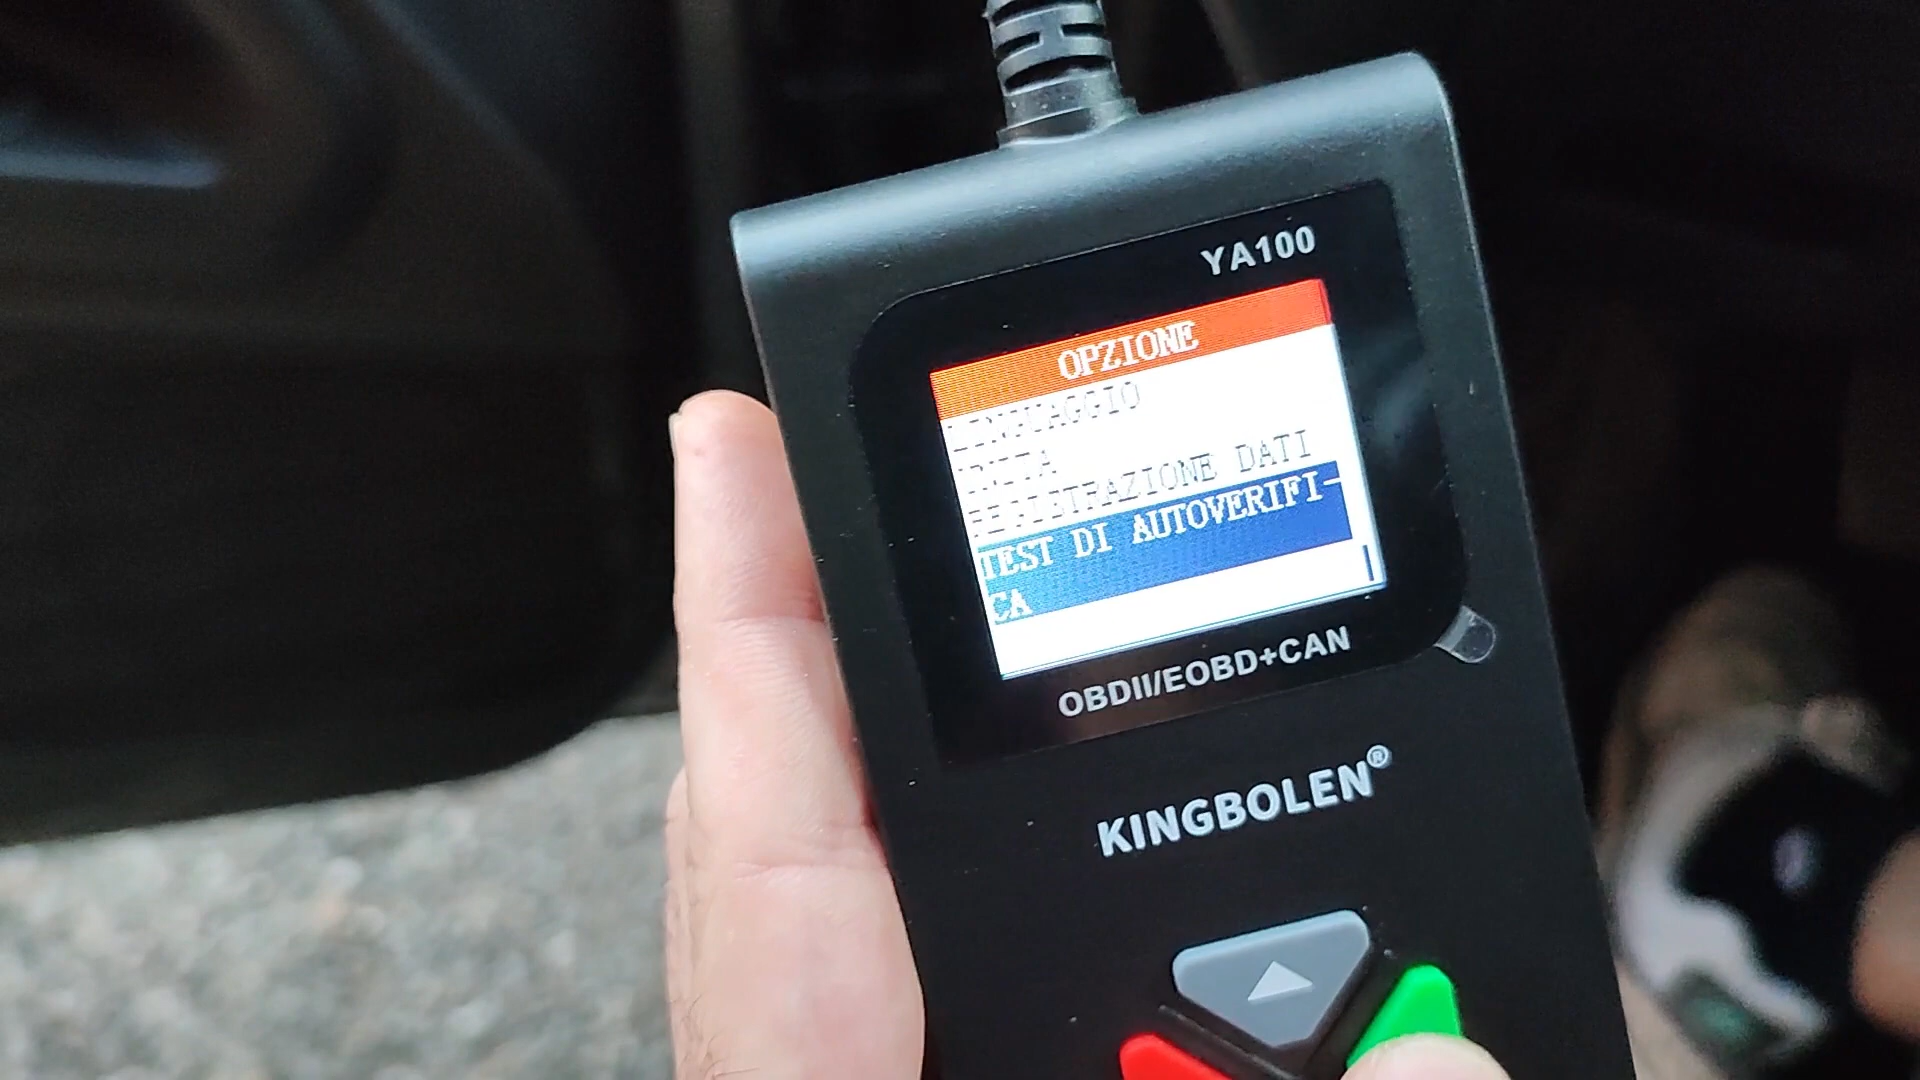 YA100
OPZIONE
LINGUAGGIO
UNITA
REGISTRAZIONE DATI
TEST DI AUTOVERIFI-
CA
OBDII/EOBD+CAN
KINGBOLEN®